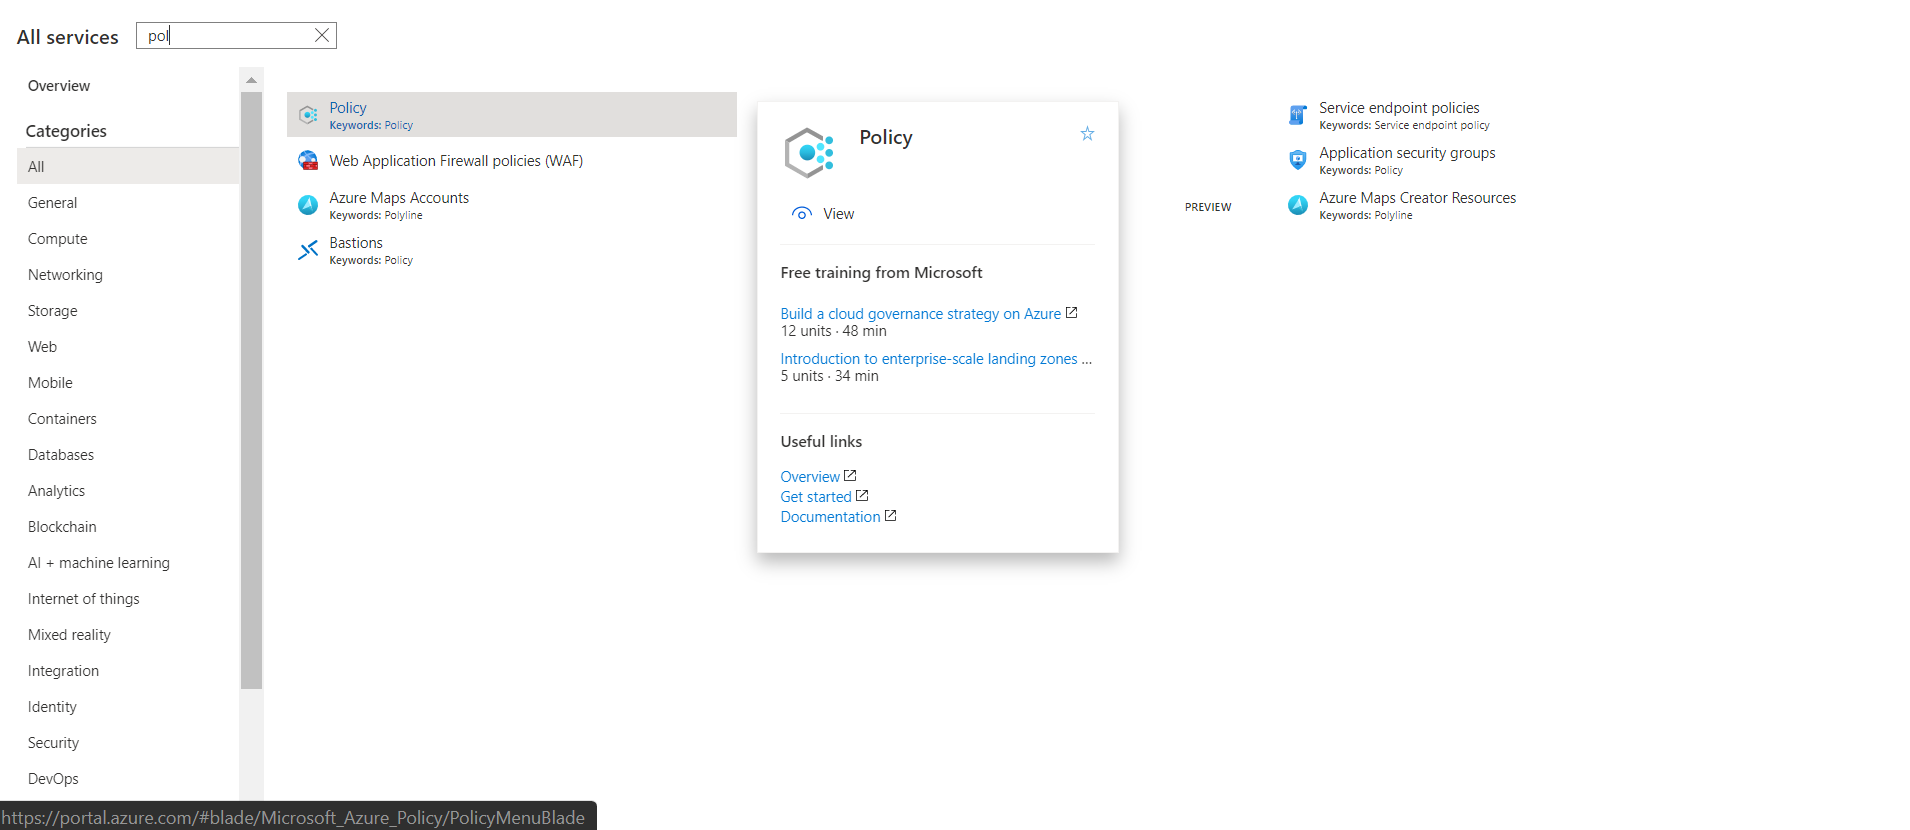 All services
pol
Overview
Categories
All
General
Compute
Networking
Storage
Web
Mobile
Containers
Databases
Analytics
Blockchain
AI + machine learning
Internet of things
Mixed reality
Integration
Identity
Security
DevOps
Policy
Keywords: Policy
Web Application Firewall policies (WAF)
Azure Maps Accounts
Keywords: Polyline
Bastions
Keywords: Policy
Policy
View
Free training from Microsoft
Build a cloud governance strategy on Azure
12 units · 48 min
Introduction to enterprise-scale landing zones ...
5 units · 34 min
Useful links
Overview
Get started
Documentation
PREVIEW
Service endpoint policies
Keywords: Service endpoint policy
Application security groups
Keywords: Policy
Azure Maps Creator Resources
Keywords: Polyline
https://portal.azure.com/#blade/Microsoft_Azure_Policy/PolicyMenuBlade